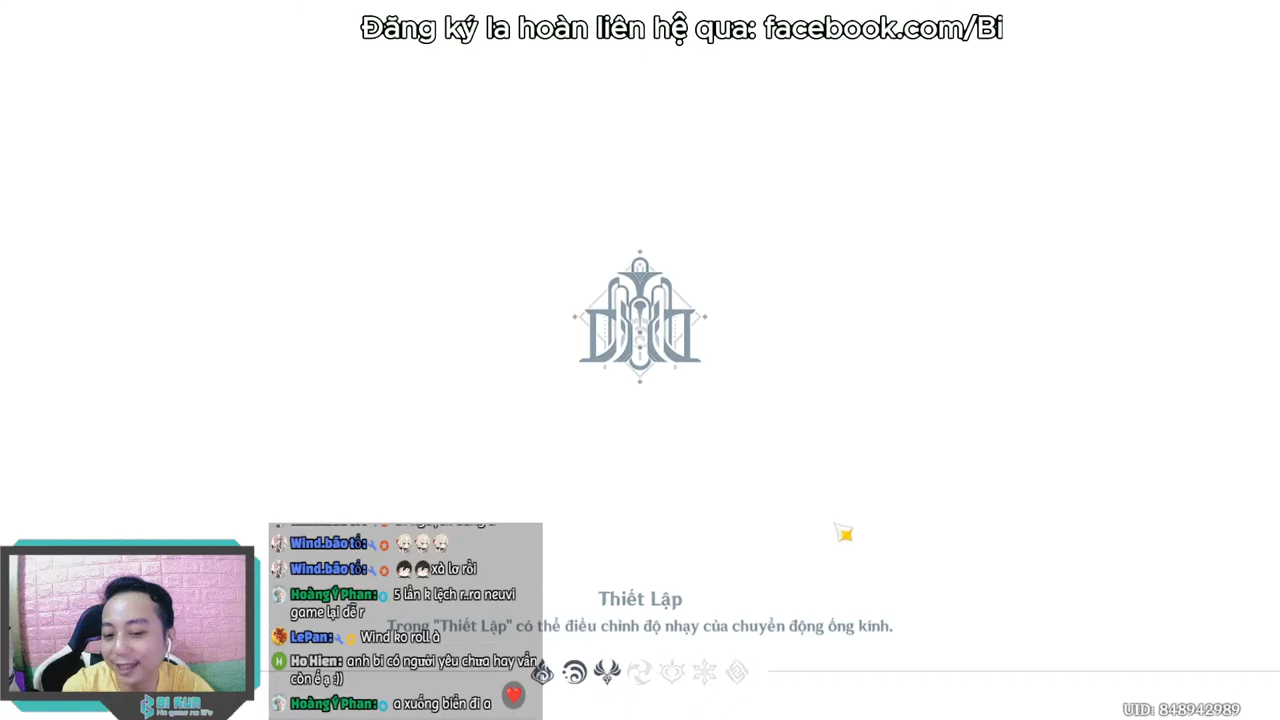 Đăng ký la hoàn liên hệ qua: facebook.com/Bi
Wind.bão tố:
Wind.bão tố: xà lơ rồi
HoàngÝPhan: 5 lần k lệch r..ra neuvi
game lại dễ r
LePan: Wind ko roll à
Ho Hien: anh bi có người yêu chưa hay vẫn
còn ế ạ :))
HoàngÝPhan: a xuống biển đi a
Thiết Lập
Trong "Thiết Lập" có thể điều chỉnh độ nhạy của chuyển động ống kính.
BI KUN
UID: 848942989